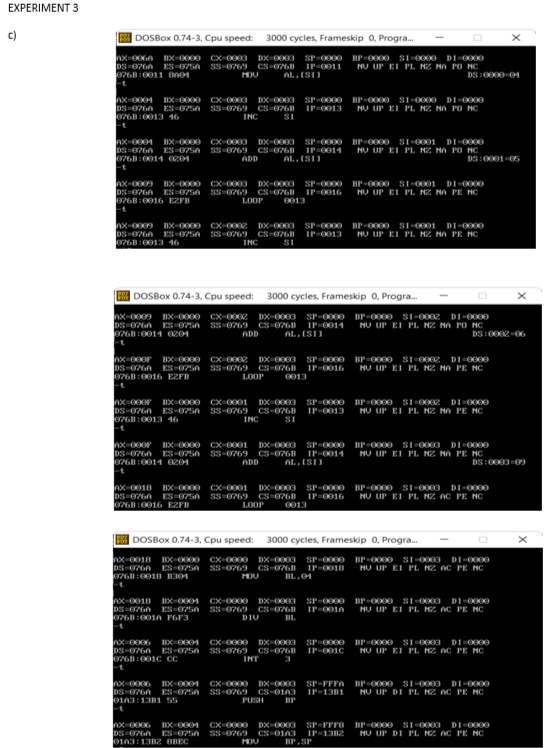 EXPERIMENT 3
c)
DOSBox 0.74-3, Cpu speed: 3000 cycles, Frameskip 0, Progra...
AX=006A BX=0000 CX=0003 DX=0003 SP=0000 BP=0000 SI=0000 DI=0000
DS=076A ES=075A SS=0769 CS=076B IP=0011 NV UP EI PL NZ NA PO NC
076B:0011 8A04 MOV AL,[SI] DS:0000=04
-t
AX=0004 BX=0000 CX=0003 DX=0003 SP=0000 BP=0000 SI=0000 DI=0000
DS=076A ES=075A SS=0769 CS=076B IP=0013 NV UP EI PL NZ NA PO NC
076B:0013 46 INC SI
-t
AX=0004 BX=0000 CX=0003 DX=0003 SP=0000 BP=0000 SI=0001 DI=0000
DS=076A ES=075A SS=0769 CS=076B IP=0014 NV UP EI PL NZ NA PO NC
076B:0014 0204 ADD AL,[SI] DS:0001=05
-t
AX=0009 BX=0000 CX=0003 DX=0003 SP=0000 BP=0000 SI=0001 DI=0000
DS=076A ES=075A SS=0769 CS=076B IP=0016 NV UP EI PL NZ NA PE NC
076B:0016 E2FB LOOP 0013
-t
AX=0009 BX=0000 CX=0002 DX=0003 SP=0000 BP=0000 SI=0001 DI=0000
DS=076A ES=075A SS=0769 CS=076B IP=0013 NV UP EI PL NZ NA PE NC
076B:0013 46 INC SI
DOSBox 0.74-3, Cpu speed: 3000 cycles, Frameskip 0, Progra...
AX=0009 BX=0000 CX=0002 DX=0003 SP=0000 BP=0000 SI=0002 DI=0000
DS=076A ES=075A SS=0769 CS=076B IP=0014 NV UP EI PL NZ NA PO NC
076B:0014 0204 ADD AL,[SI] DS:0002=06
-t
AX=000F BX=0000 CX=0002 DX=0003 SP=0000 BP=0000 SI=0002 DI=0000
DS=076A ES=075A SS=0769 CS=076B IP=0016 NV UP EI PL NZ NA PE NC
076B:0016 E2FB LOOP 0013
-t
AX=000F BX=0000 CX=0001 DX=0003 SP=0000 BP=0000 SI=0002 DI=0000
DS=076A ES=075A SS=0769 CS=076B IP=0013 NV UP EI PL NZ NA PE NC
076B:0013 46 INC SI
-t
AX=000F BX=0000 CX=0001 DX=0003 SP=0000 BP=0000 SI=0003 DI=0000
DS=076A ES=075A SS=0769 CS=076B IP=0014 NV UP EI PL NZ NA PE NC
076B:0014 0204 ADD AL,[SI] DS:0003=09
-t
AX=0018 BX=0000 CX=0001 DX=0003 SP=0000 BP=0000 SI=0003 DI=0000
DS=076A ES=075A SS=0769 CS=076B IP=0016 NV UP EI PL NZ AC PE NC
076B:0016 E2FB LOOP 0013
DOSBox 0.74-3, Cpu speed: 3000 cycles, Frameskip 0, Progra...
AX=0018 BX=0000 CX=0000 DX=0003 SP=0000 BP=0000 SI=0003 DI=0000
DS=076A ES=075A SS=0769 CS=076B IP=0018 NV UP EI PL NZ AC PE NC
076B:0018 B304 MOV BL,04
-t
AX=0018 BX=0004 CX=0000 DX=0003 SP=0000 BP=0000 SI=0003 DI=0000
DS=076A ES=075A SS=0769 CS=076B IP=001A NV UP EI PL NZ AC PE NC
076B:001A F6F3 DIV BL
-t
AX=0006 BX=0004 CX=0000 DX=0003 SP=0000 BP=0000 SI=0003 DI=0000
DS=076A ES=075A SS=0769 CS=076B IP=001C NV UP EI PL NZ AC PE NC
076B:001C CC INT 3
-t
AX=0006 BX=0004 CX=0000 DX=0003 SP=FFFA BP=0000 SI=0003 DI=0000
DS=076A ES=075A SS=0769 CS=01A3 IP=13B1 NV UP DI PL NZ AC PE NC
01A3:13B1 55 PUSH BP
-t
AX=0006 BX=0004 CX=0000 DX=0003 SP=FFF8 BP=0000 SI=0003 DI=0000
DS=076A ES=075A SS=0769 CS=01A3 IP=13B2 NV UP DI PL NZ AC PE NC
01A3:13B2 8BEC MOV BP,SP